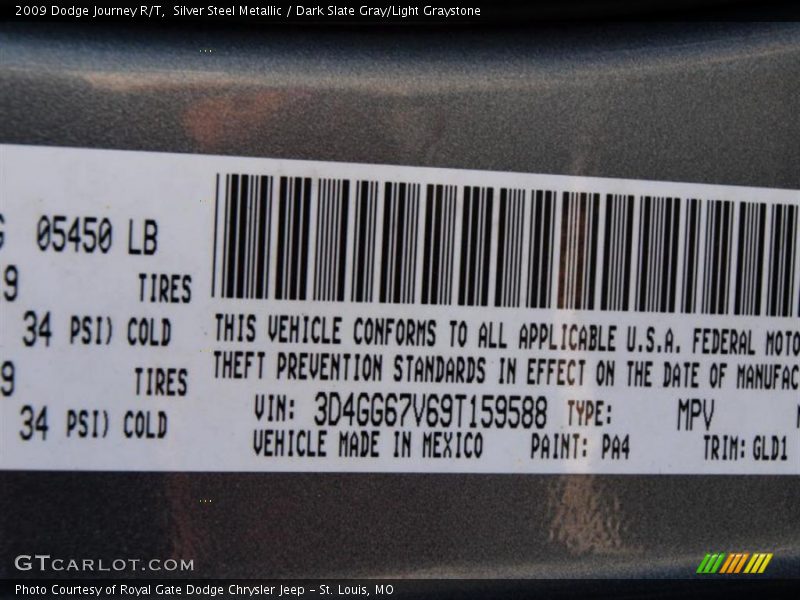 2009 Dodge Journey R/T,  Silver Steel Metallic / Dark Slate Gray/Light Graystone
05450 LB
TIRES
34 PSI) COLD
TIRES
34 PSI) COLD
THIS VEHICLE CONFORMS TO ALL APPLICABLE U.S.A. FEDERAL MOTO
THEFT PREVENTION STANDARDS IN EFFECT ON THE DATE OF MANUFAC
VIN: 3D4GG67V69T159588 TYPE: MPV
VEHICLE MADE IN MEXICO PAINT: PA4 TRIM: GLD1
GTCARLOT.COM
Photo Courtesy of Royal Gate Dodge Chrysler Jeep - St. Louis, MO